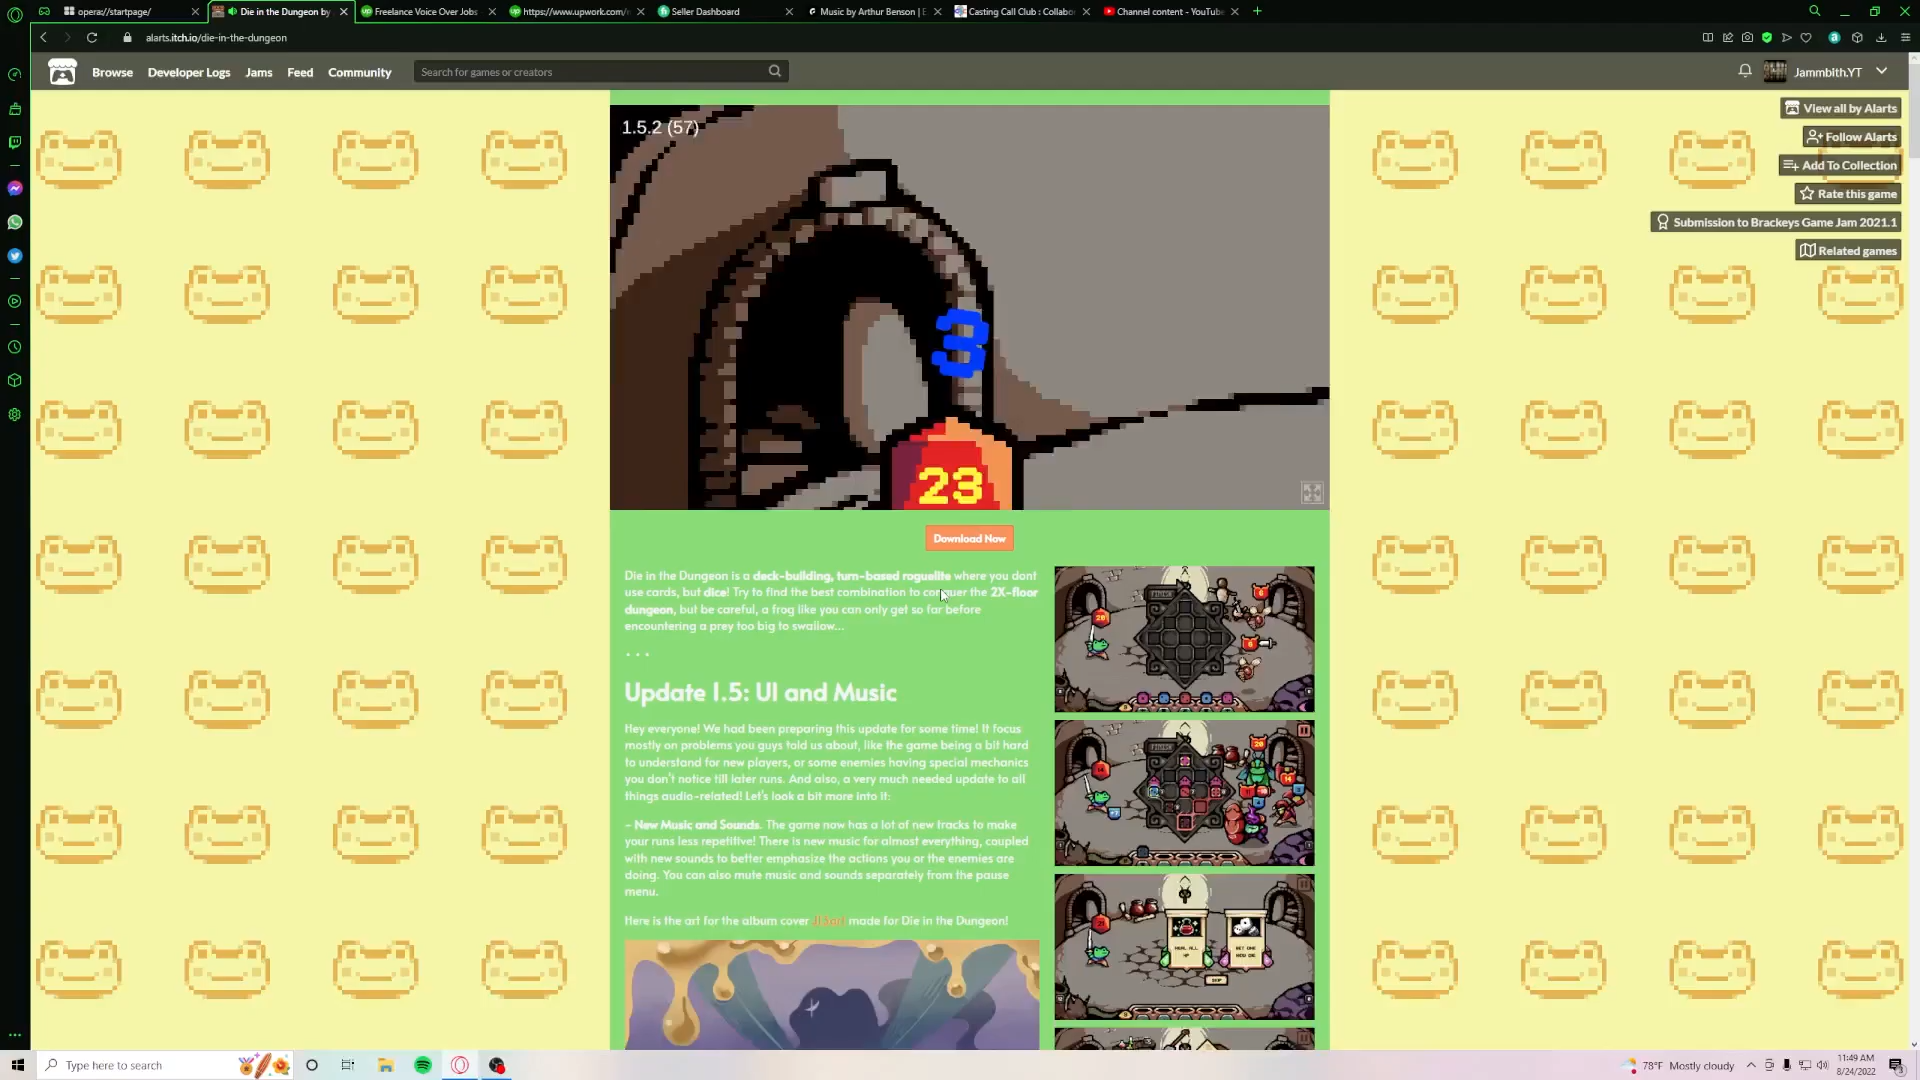 opera://startpage/
Die in the Dungeon by
Freelance Voice Over Jobs
https://www.upwork.com/
Seller Dashboard
Music by Arthur Benson |
Casting Call Club : Collabo
Channel content - YouTube
alarts.itch.io/die-in-the-dungeon
Browse
Developer Logs
Jams
Feed
Community
Search for games or creators
Jammbith.YT
View all by Alarts
Follow Alarts
Add To Collection
Rate this game
Submission to Brackeys Game Jam 2021.1
Related games
1.5.2 (57)
3
23
Download Now
Die in the Dungeon is a deck-building, turn-based roguelite where you dont
use cards, but dice! Try to find the best combination to conquer the 2X-floor
dungeon, but be careful, a frog like you can only get so far before
encountering a prey too big to swallow...
. . .
Update 1.5: UI and Music
Hey everyone! We had been preparing this update for some time! It focus
mostly on problems you guys told us about, like the game being a bit hard
to understand for new players, or some enemies having special mechanics
you don't notice till later runs. And also, a very much needed update to all
things audio-related! Let's look a bit more into it:
- New Music and Sounds. The game now has a lot of new tracks to make
your runs less repetitive! There is new music for almost everything, coupled
with new sounds to better emphasize the actions you or the enemies are
doing. You can also mute music and sounds separately from the pause
menu.
Here is the art for the album cover made for Die in the Dungeon!
FINISH
Type here to search
78°F Mostly cloudy
11:49 AM
8/24/2022